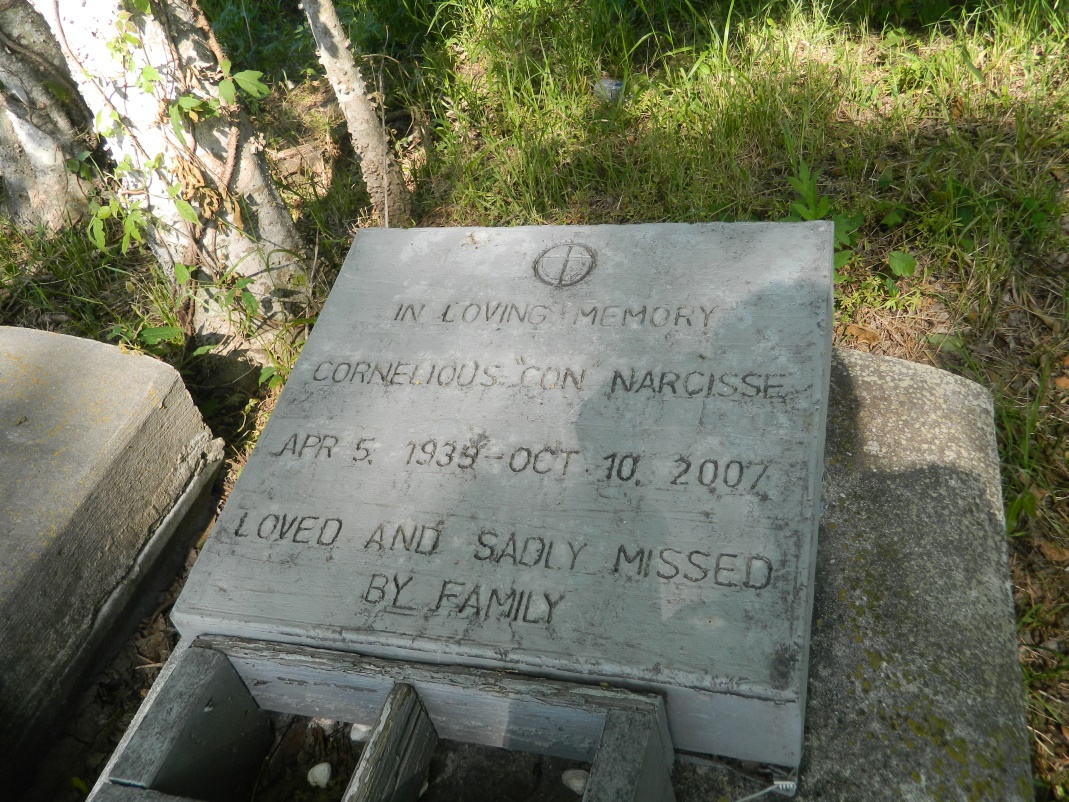 IN LOVING MEMORY
CORNELIOUS "CON" NARCISSE
APR 5, 1935-OCT 10, 2007
LOVED AND SADLY MISSED
BY FAMILY